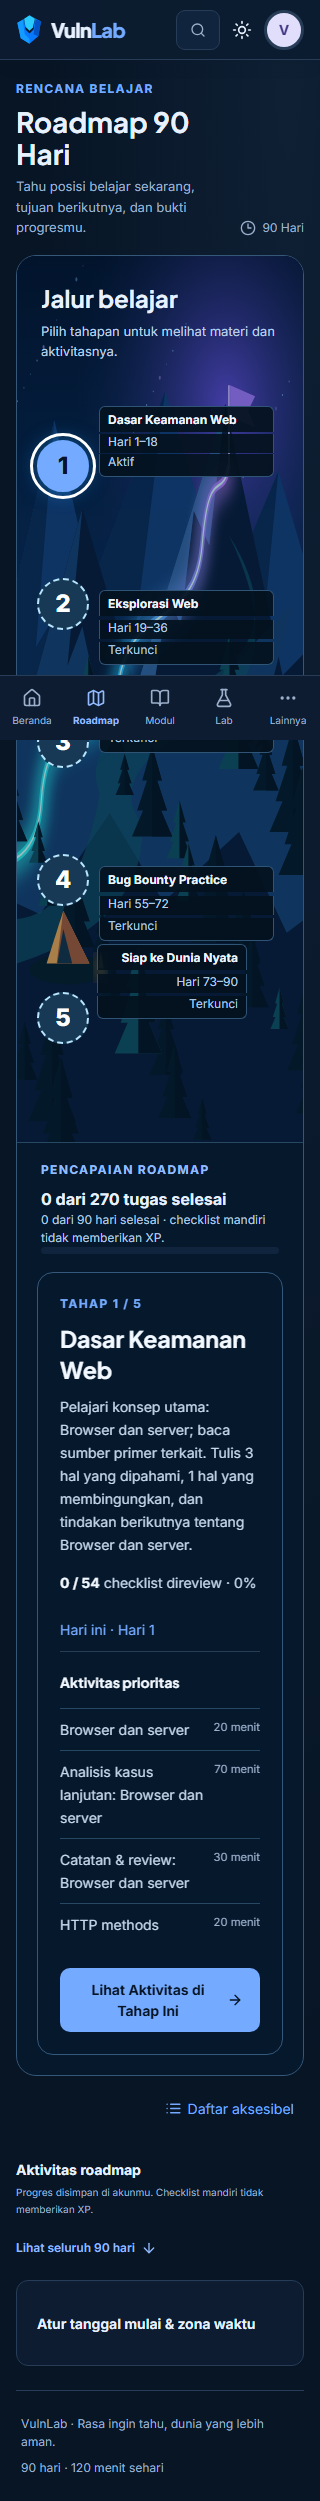 VulnLab
V
RENCANA BELAJAR
Roadmap 90
Hari
Tahu posisi belajar sekarang,
tujuan berikutnya, dan bukti
progresmu.
90 Hari
Jalur belajar
Pilih tahapan untuk melihat materi dan
aktivitasnya.
1
Dasar Keamanan Web
Hari 1–18
Aktif
2
Eksplorasi Web
Hari 19–36
Terkunci
Beranda
Roadmap
Modul
Lab
Lainnya
3
Terkunci
4
Bug Bounty Practice
Hari 55–72
Terkunci
Siap ke Dunia Nyata
Hari 73–90
Terkunci
5
PENCAPAIAN ROADMAP
0 dari 270 tugas selesai
0 dari 90 hari selesai · checklist mandiri
tidak memberikan XP.
TAHAP 1 / 5
Dasar Keamanan
Web
Pelajari konsep utama:
Browser dan server; baca
sumber primer terkait. Tulis 3
hal yang dipahami, 1 hal yang
membingungkan, dan
tindakan berikutnya tentang
Browser dan server.
0 / 54 checklist direview · 0%
Hari ini · Hari 1
Aktivitas prioritas
Browser dan server 20 menit
Analisis kasus 70 menit
lanjutan: Browser dan
server
Catatan & review: 30 menit
Browser dan server
HTTP methods 20 menit
Lihat Aktivitas di
Tahap Ini
Daftar aksesibel
Aktivitas roadmap
Progres disimpan di akunmu. Checklist mandiri tidak
memberikan XP.
Lihat seluruh 90 hari
Atur tanggal mulai & zona waktu
VulnLab · Rasa ingin tahu, dunia yang lebih
aman.
90 hari · 120 menit sehari